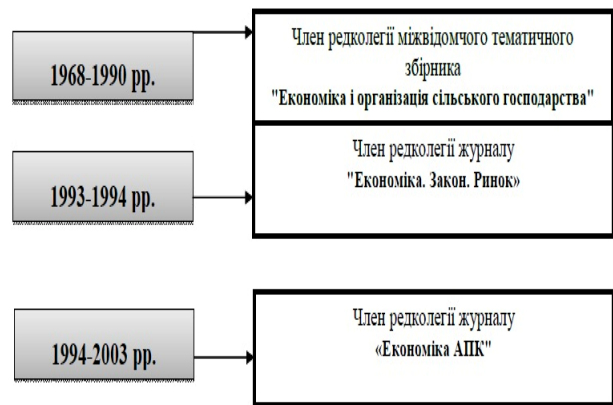 1968-1990 рр.
Член редколегії міжвідомчого тематичного
збірника
"Економіка і організація сільського господарства"
1993-1994 рр.
Член редколегії журналу
"Економіка. Закон. Ринок»
1994-2003 рр.
Член редколегії журналу
«Економіка АПК"